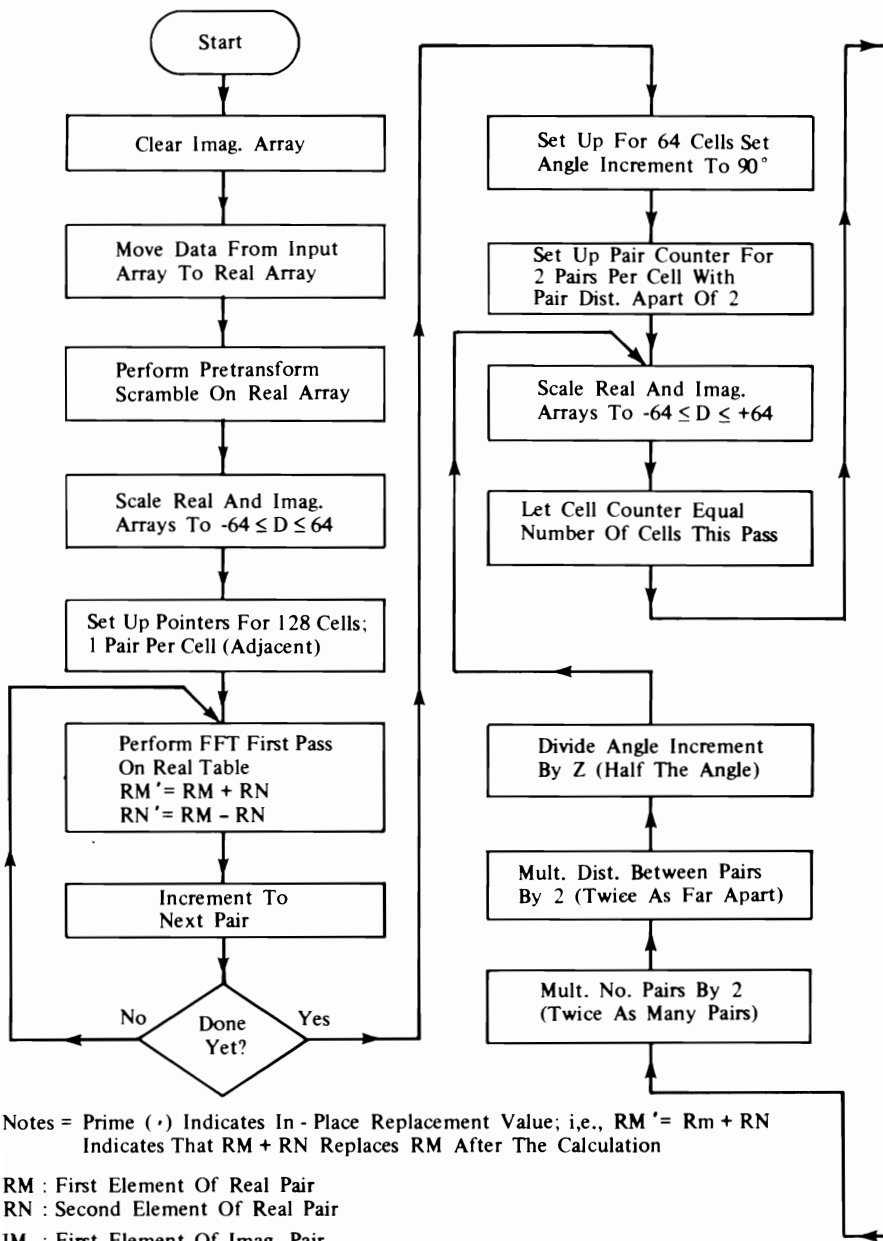 Start
Clear Imag. Array
Move Data From Input
Array To Real Array
Perform Pretransform
Scramble On Real Array
Scale Real And Imag.
Arrays To -64 ≤ D ≤ 64
Set Up Pointers For 128 Cells;
1 Pair Per Cell (Adjacent)
Perform FFT First Pass
On Real Table
RM ′= RM + RN
RN ′= RM – RN
Increment To
Next Pair
No
Done
Yet?
Yes
Set Up For 64 Cells Set
Angle Increment To 90°
Set Up Pair Counter For
2 Pairs Per Cell With
Pair Dist. Apart Of 2
Scale Real And Imag.
Arrays To -64 ≤ D ≤ +64
Let Cell Counter Equal
Number Of Cells This Pass
Divide Angle Increment
By Z (Half The Angle)
Mult. Dist. Between Pairs
By 2 (Twice As Far Apart)
Mult. No. Pairs By 2
(Twice As Many Pairs)
Notes = Prime (·) Indicates In - Place Replacement Value; i,e., RM ′= Rm + RN
Indicates That RM + RN Replaces RM After The Calculation
RM : First Element Of Real Pair
RN : Second Element Of Real Pair
IM : First Element Of Imag. Pair